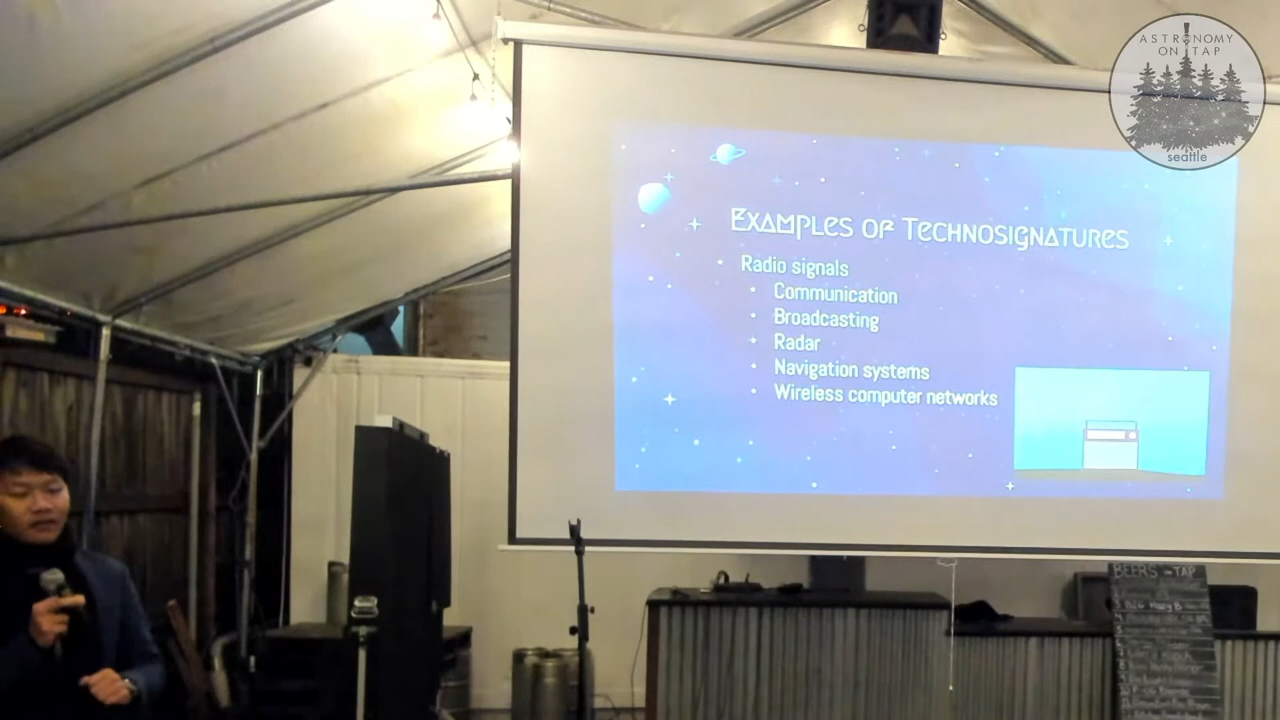 ASTRONOMY
ON TAP
seattle
EXAMPLES OF TECHNOSIGNATURES
Radio signals
Communication
Broadcasting
Radar
Navigation systems
Wireless computer networks
BEERS TAP